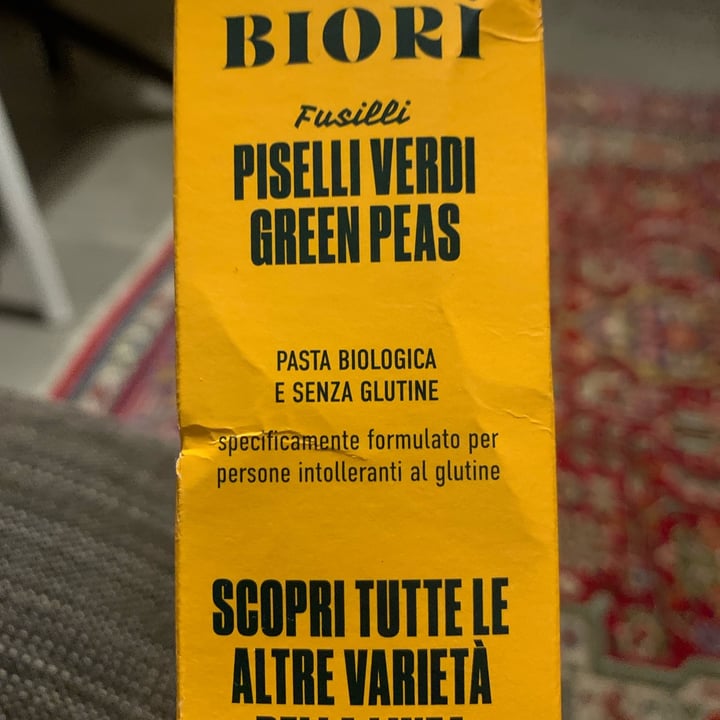 BIORÌ
Fusilli
PISELLI VERDI
GREEN PEAS
PASTA BIOLOGICA
E SENZA GLUTINE
specificamente formulato per
persone intolleranti al glutine
SCOPRI TUTTE LE
ALTRE VARIETÀ